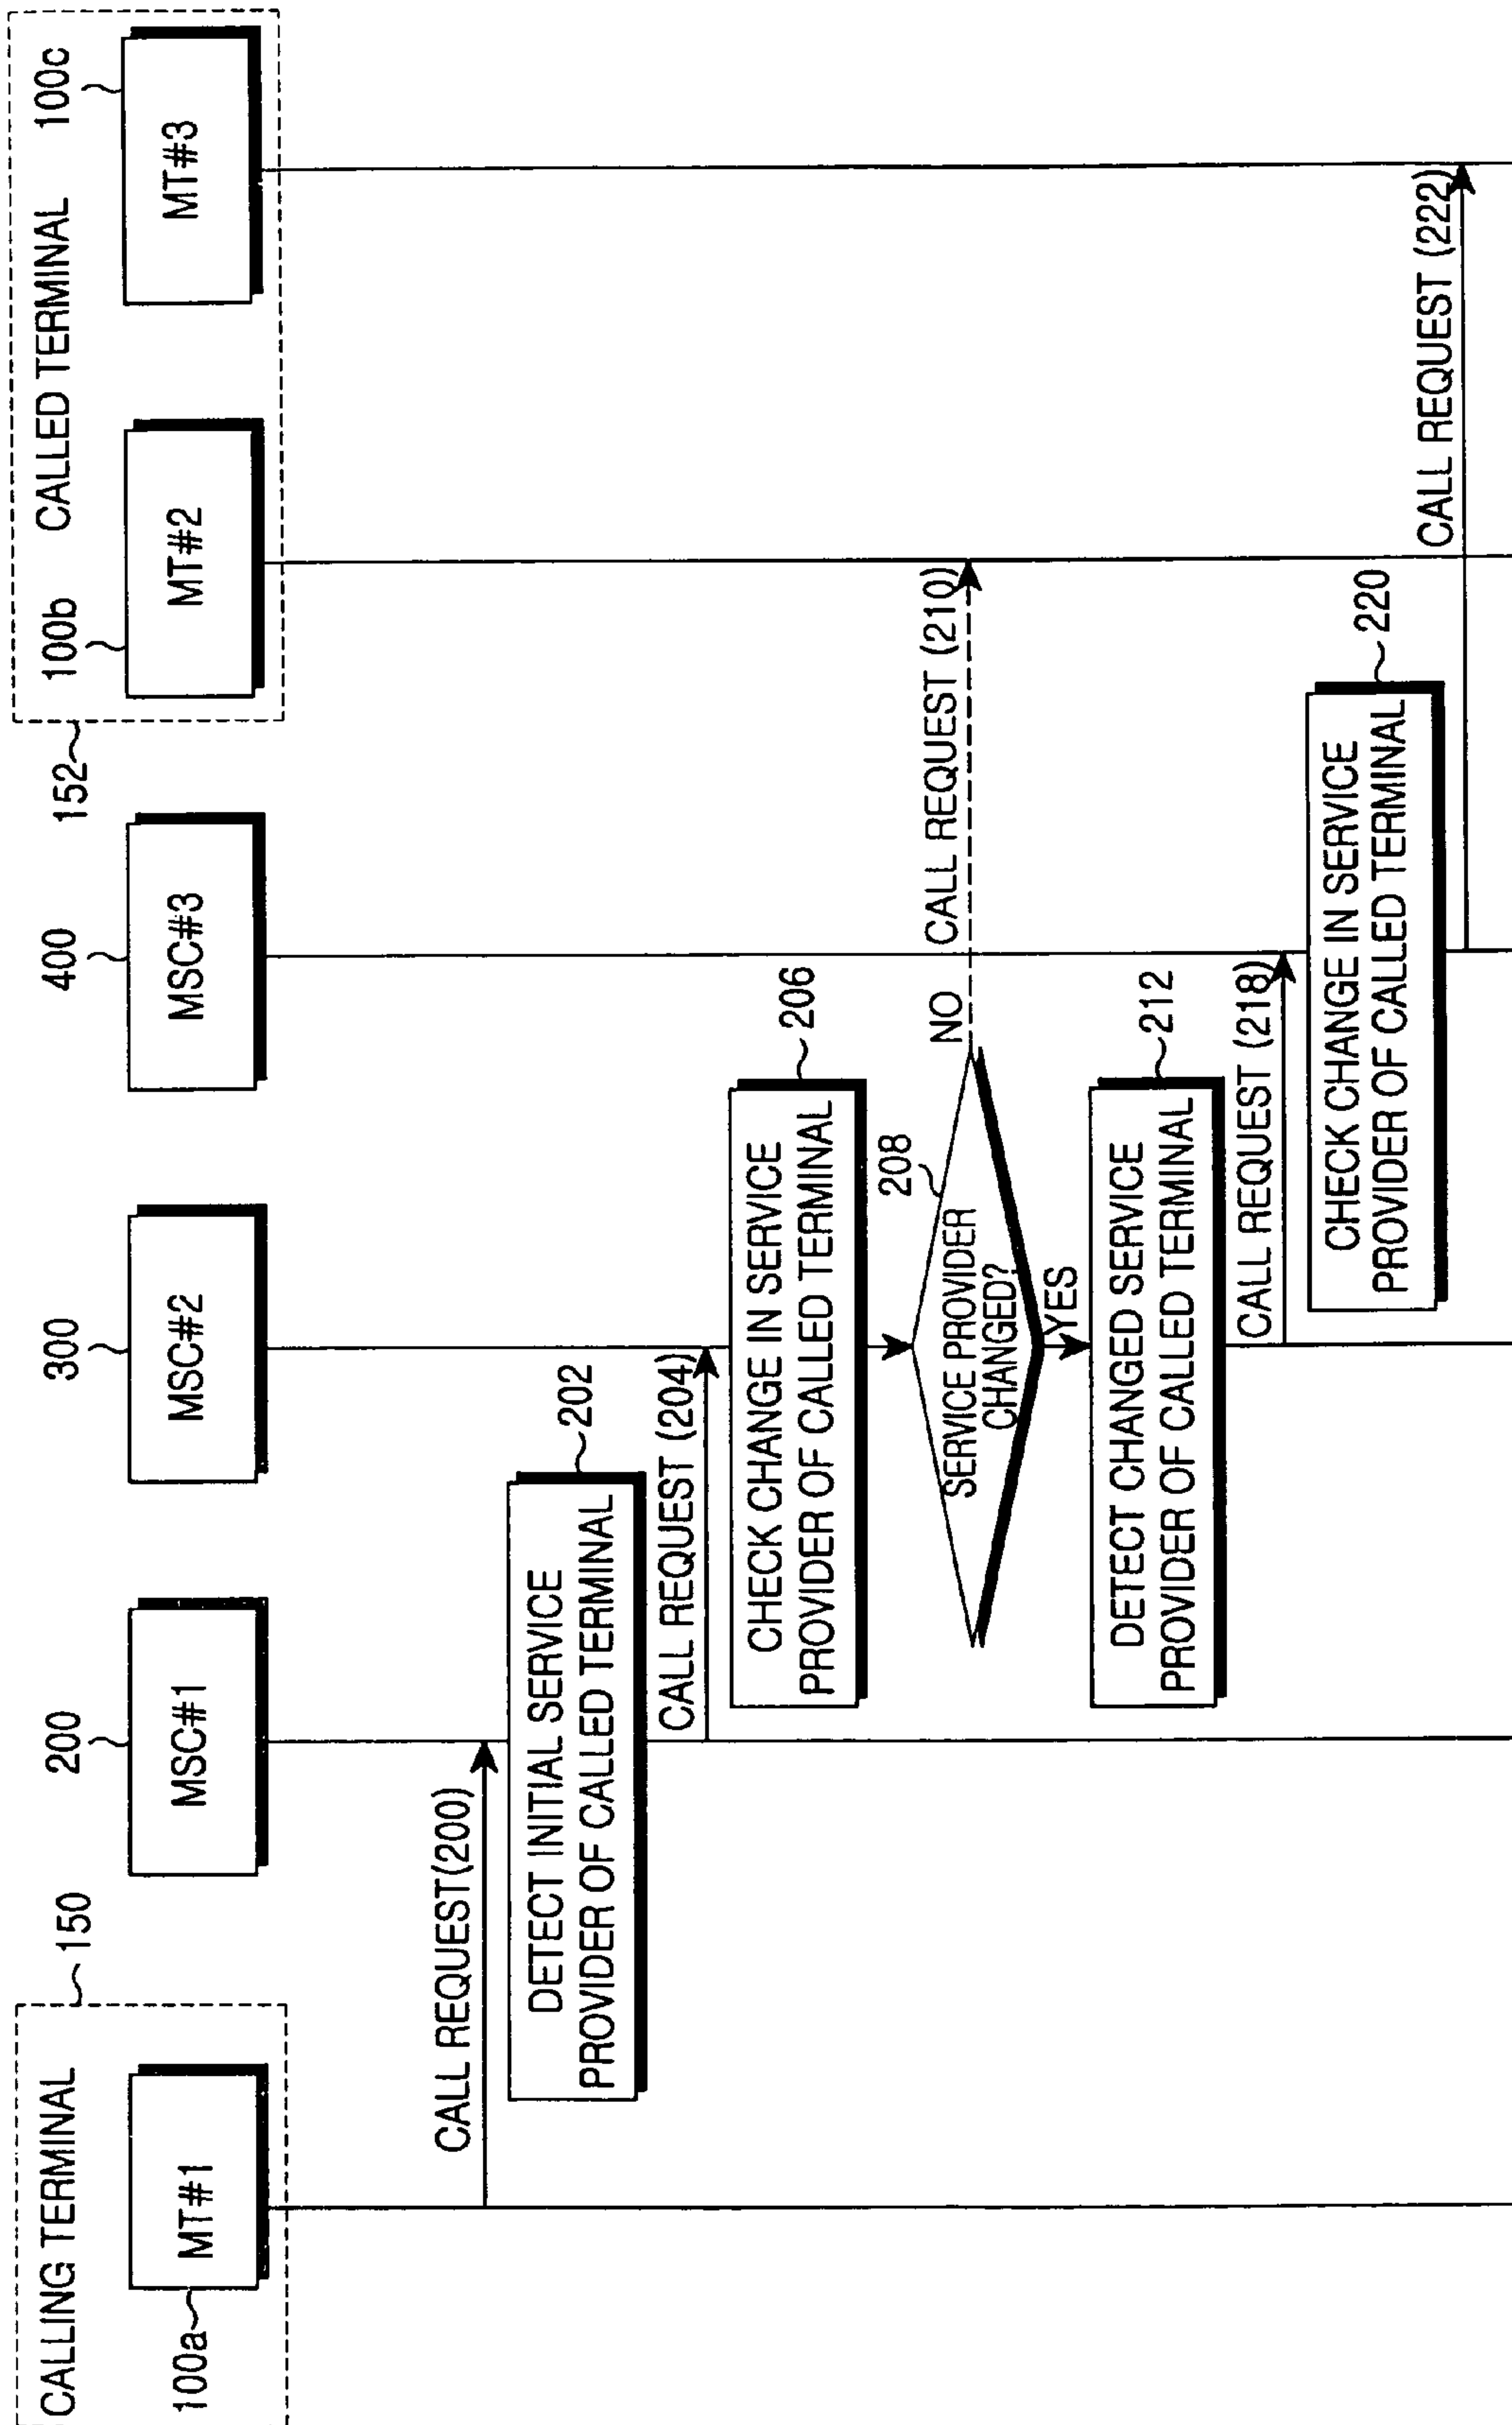 CALLING TERMINAL
150
CALLED TERMINAL
152
100a
MT#1
200
MSC#1
300
MSC#2
400
MSC#3
100b
MT#2
100c
MT#3
CALL REQUEST(200)
DETECT INITIAL SERVICE
PROVIDER OF CALLED TERMINAL
202
CALL REQUEST (204)
CHECK CHANGE IN SERVICE
PROVIDER OF CALLED TERMINAL
206
208
SERVICE PROVIDER
CHANGED?
NO
CALL REQUEST (210)
YES
DETECT CHANGED SERVICE
PROVIDER OF CALLED TERMINAL
212
CALL REQUEST (218)
CHECK CHANGE IN SERVICE
PROVIDER OF CALLED TERMINAL
220
CALL REQUEST (222)